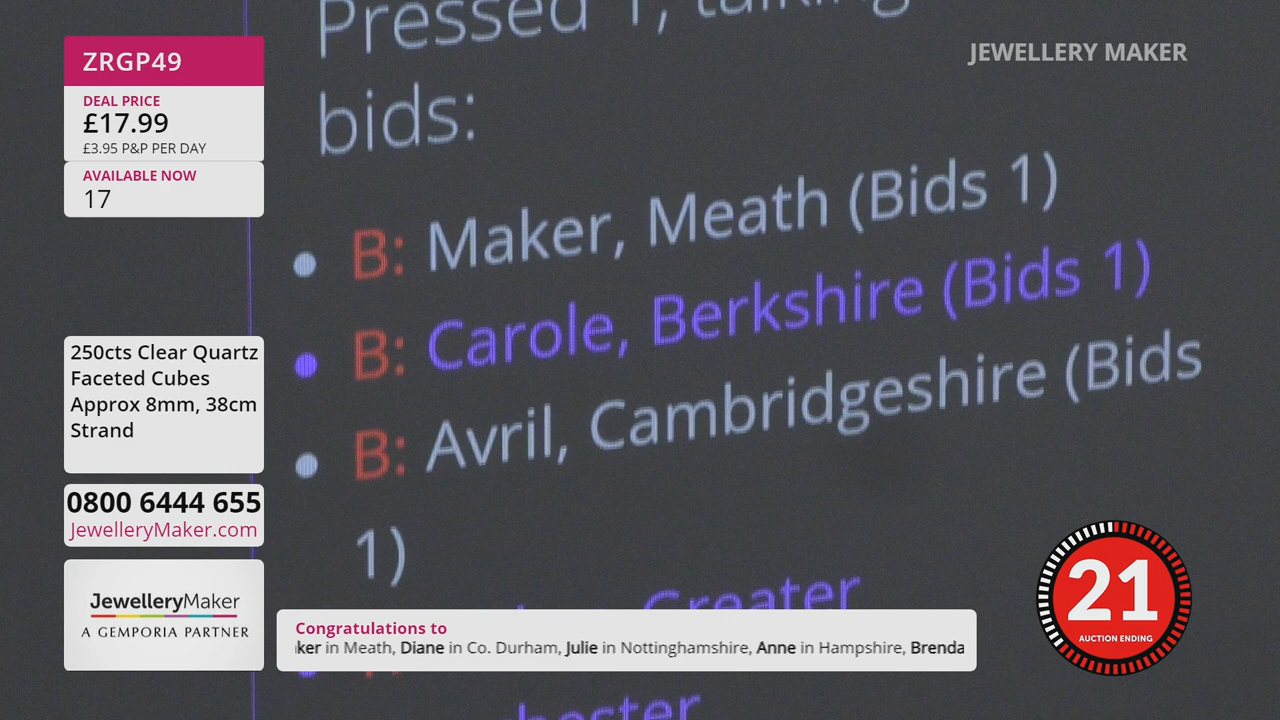 ZRGP49
DEAL PRICE
£17.99
£3.95 P&P PER DAY
AVAILABLE NOW
17
250cts Clear Quartz
Faceted Cubes
Approx 8mm, 38cm
Strand
0800 6444 655
JewelleryMaker.com
JewelleryMaker
A GEMPORIA PARTNER
JEWELLERY MAKER
Pressed 1, talking
bids:
• B: Maker, Meath (Bids 1)
• B: Carole, Berkshire (Bids 1)
• B: Avril, Cambridgeshire (Bids
1)
Greater
Congratulations to
ker in Meath, Diane in Co. Durham, Julie in Nottinghamshire, Anne in Hampshire, Brenda
21
AUCTION ENDING